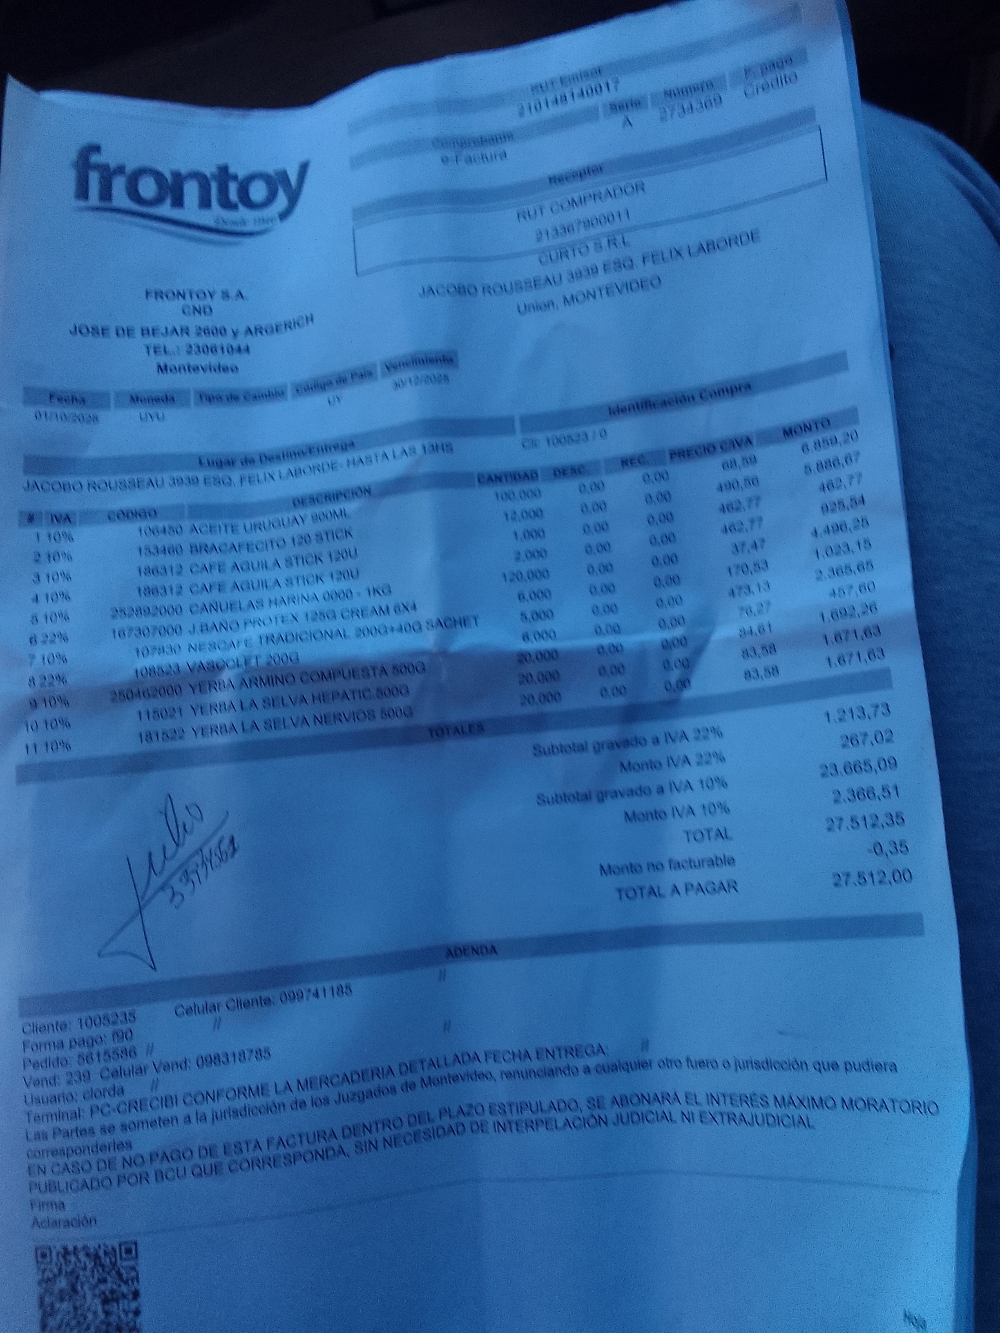 RUT Emisor
210148140017
Comprobante Serie Número F. pago
e-Factura A 2734369 Crédito
frontoy
Receptor
RUT COMPRADOR
213367900011
CURTO S.R.L
JACOBO ROUSSEAU 3939 ESQ. FELIX LABORDE
Union, MONTEVIDEO
FRONTOY S.A.
CND
JOSE DE BEJAR 2600 y ARGERICH
TEL.: 23061044
Montevideo
Fecha Moneda Tipo de Cambio Código de País Vencimiento
01/10/2025 UYU UY 30/12/2025
Lugar de Destino/Entrega Identificación Compra
JACOBO ROUSSEAU 3939 ESQ. FELIX LABORDE- HASTA LAS 13HS Cli: 100523 / 0
# IVA CÓDIGO DESCRIPCIÓN CANTIDAD DESC. REC. PRECIO C/IVA MONTO
1 10% 106450 ACEITE URUGUAY 900ML 100,000 0,00 0,00 68,59 6.859,20
2 10% 153460 BRACAFECITO 120 STICK 12,000 0,00 0,00 490,56 5.886,67
3 10% 186312 CAFE AGUILA STICK 120U 1,000 0,00 0,00 462,77 462,77
4 10% 186312 CAFE AGUILA STICK 120U 2,000 0,00 0,00 462,77 925,54
5 10% 252892000 CAÑUELAS HARINA 0000 - 1KG 120,000 0,00 0,00 37,47 4.496,25
6 22% 167307000 J.BAÑO PROTEX 125G CREAM 6X4 6,000 0,00 0,00 170,53 1.023,15
7 10% 107830 NESCAFE TRADICIONAL 200G+40G SACHET 5,000 0,00 0,00 473,13 2.365,65
8 22% 108523 VASCOLET 200G 6,000 0,00 0,00 76,27 457,60
9 10% 250462000 YERBA ARMIÑO COMPUESTA 500G 20,000 0,00 0,00 84,61 1.692,26
10 10% 115021 YERBA LA SELVA HEPATIC.500G 20,000 0,00 0,00 83,58 1.671,63
11 10% 181522 YERBA LA SELVA NERVIOS 500G 20,000 0,00 0,00 83,58 1.671,63
TOTALES
Subtotal gravado a IVA 22% 1.213,73
Monto IVA 22% 267,02
Subtotal gravado a IVA 10% 23.665,09
Monto IVA 10% 2.366,51
TOTAL 27.512,35
Monto no facturable -0,35
TOTAL A PAGAR 27.512,00
ADENDA
Cliente: 1005235 Celular Cliente: 099741185 //
Forma pago: f90 //
Pedido: 5615586 //
Vend: 239 Celular Vend: 098318785 //
Usuario: clorda //
Terminal: PC-CRECIBI CONFORME LA MERCADERIA DETALLADA FECHA ENTREGA: //
Las Partes se someten a la jurisdicción de los Juzgados de Montevideo, renunciando a cualquier otro fuero o jurisdicción que pudiera
corresponderles
EN CASO DE NO PAGO DE ESTA FACTURA DENTRO DEL PLAZO ESTIPULADO, SE ABONARÁ EL INTERÉS MÁXIMO MORATORIO
PUBLICADO POR BCU QUE CORRESPONDA, SIN NECESIDAD DE INTERPELACIÓN JUDICIAL NI EXTRAJUDICIAL
Firma
Aclaración
Hoja